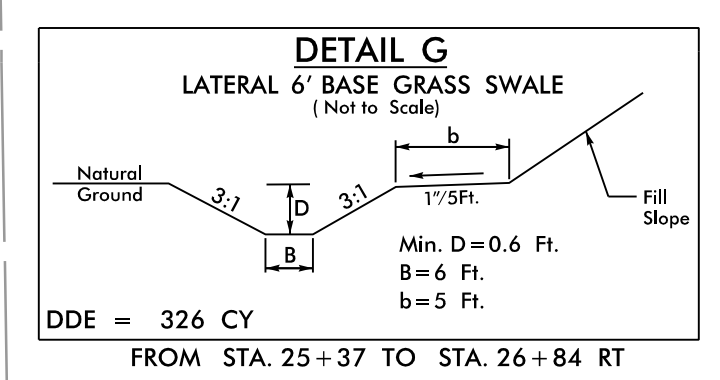 DETAIL G
LATERAL 6' BASE GRASS SWALE
(Not to Scale)
b
Natural
Ground
3:1
D
3:1
1"/5Ft.
Fill
Slope
B
Min. D=0.6 Ft.
B=6 Ft.
b=5 Ft.
DDE = 326 CY
FROM STA. 25+37 TO STA. 26+84 RT